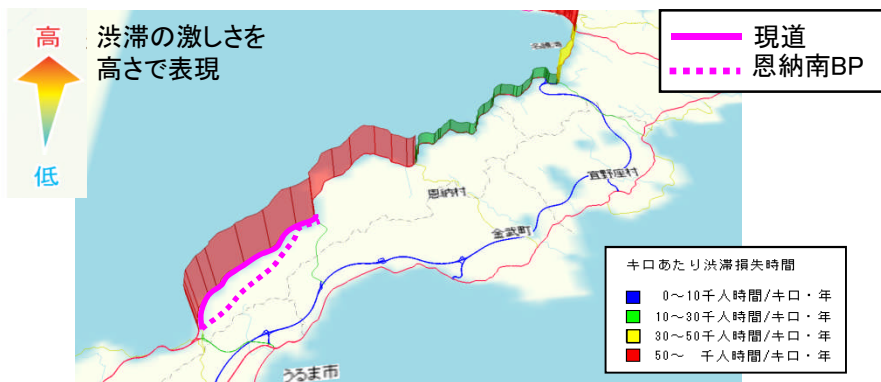 高
渋滞の激しさを
高さで表現
低
現道
恩納南BP
名護市
恩納村
宜野座村
金武町
うるま市
キロあたり渋滞損失時間
0～10千人時間/キロ・年
10～30千人時間/キロ・年
30～50千人時間/キロ・年
50～ 千人時間/キロ・年